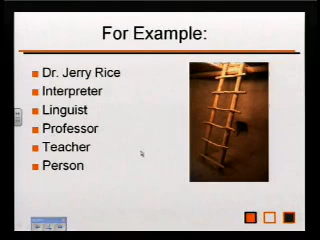 For Example:
Dr. Jerry Rice
Interpreter
Linguist
Professor
Teacher
Person